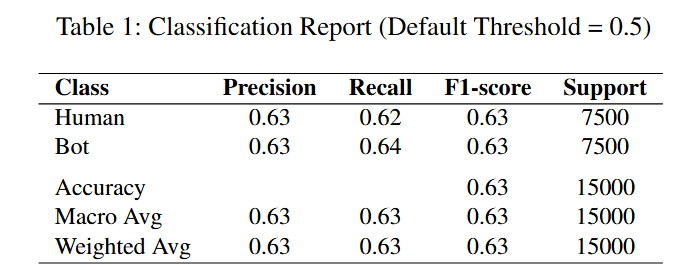 Table 1: Classification Report (Default Threshold = 0.5)
Class Precision Recall F1-score Support
Human 0.63 0.62 0.63 7500
Bot 0.63 0.64 0.63 7500
Accuracy 0.63 15000
Macro Avg 0.63 0.63 0.63 15000
Weighted Avg 0.63 0.63 0.63 15000